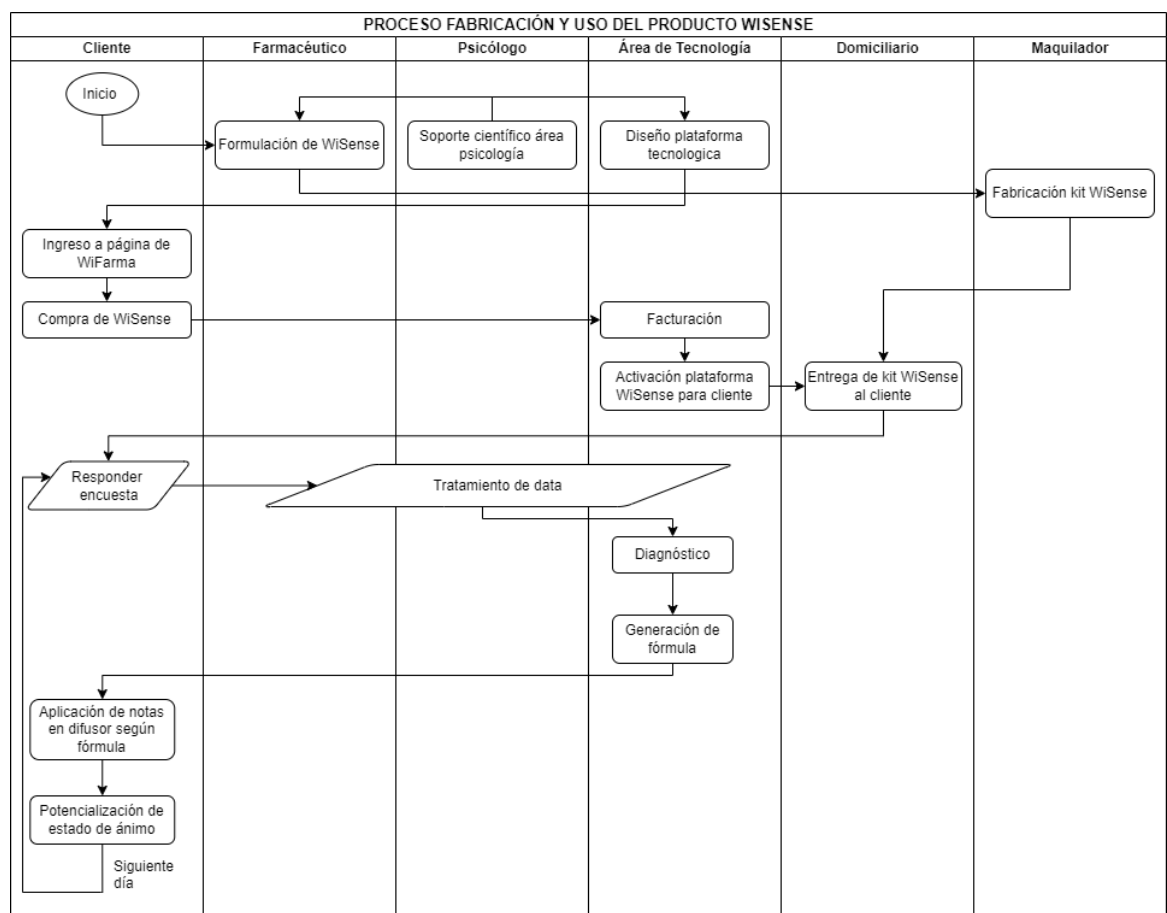 PROCESO FABRICACIÓN Y USO DEL PRODUCTO WISENSE
Cliente
Farmacéutico
Psicólogo
Área de Tecnología
Domiciliario
Maquilador
Inicio
Formulación de WiSense
Soporte científico área
psicología
Diseño plataforma
tecnologica
Fabricación kit WiSense
Ingreso a página de
WiFarma
Compra de WiSense
Facturación
Activación plataforma
WiSense para cliente
Entrega de kit WiSense
al cliente
Responder
encuesta
Tratamiento de data
Diagnóstico
Generación de
fórmula
Aplicación de notas
en difusor según
fórmula
Potencialización de
estado de ánimo
Siguiente
día